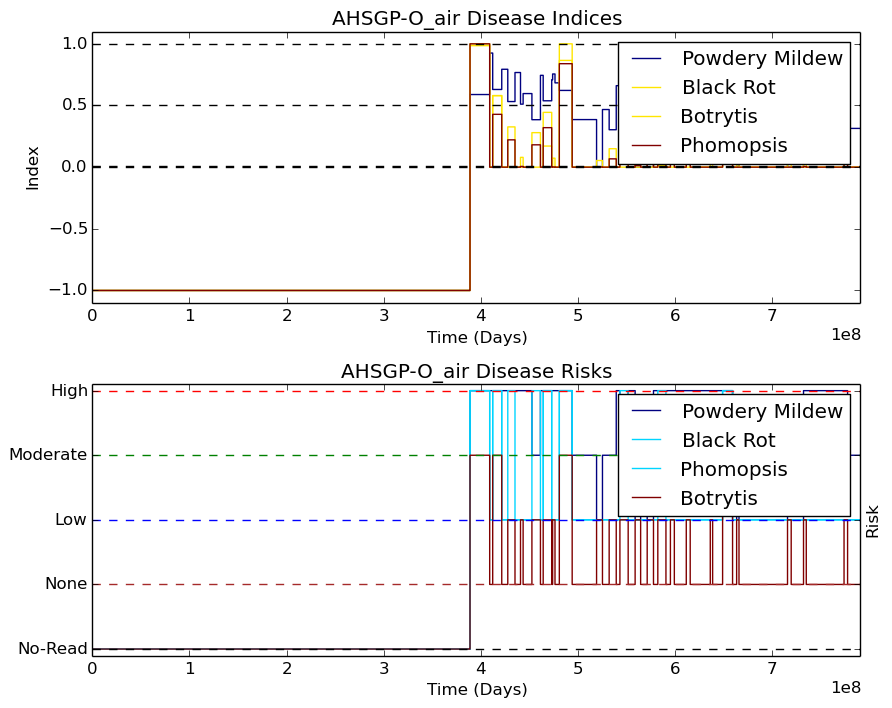 AHSGP-O_air Disease Indices
1.0
0.5
0.0
−0.5
−1.0
Index
Powdery Mildew
Black Rot
Botrytis
Phomopsis
0 1 2 3 4 5 6 7
1e8
Time (Days)
AHSGP-O_air Disease Risks
High
Moderate
Low
None
No-Read
Powdery Mildew
Black Rot
Phomopsis
Botrytis
Risk
0 1 2 3 4 5 6 7
1e8
Time (Days)